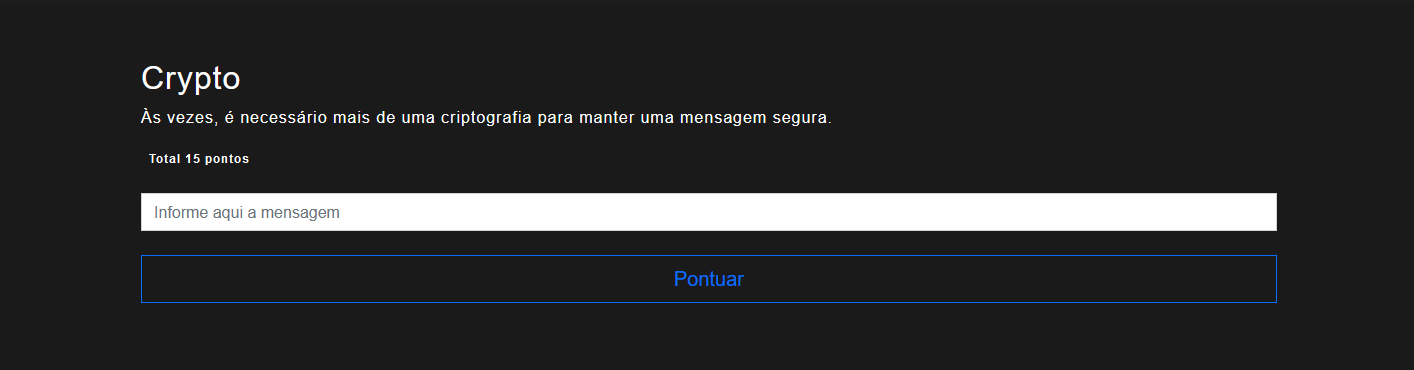 Crypto
Às vezes, é necessário mais de uma criptografia para manter uma mensagem segura.
Total 15 pontos
Informe aqui a mensagem
Pontuar